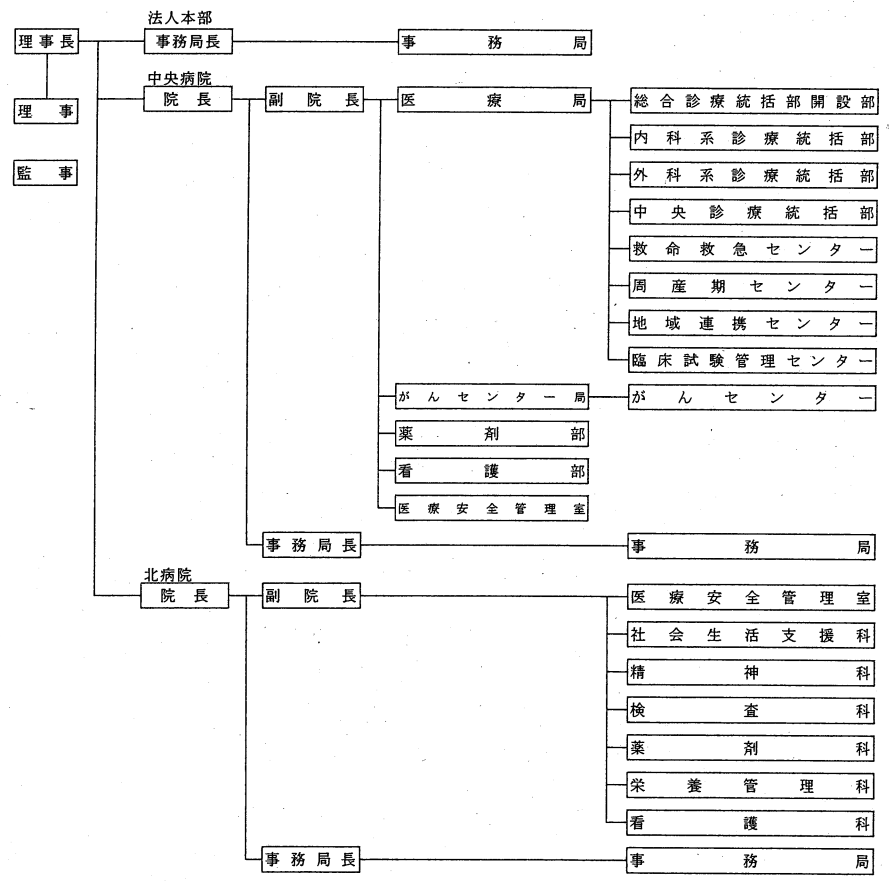 法人本部
理事長 事務局長 事務局
中央病院
院長 副院長 医療局 総合診療統括部開設部
理事
内科系診療統括部
監事 外科系診療統括部
中央診療統括部
救命救急センター
周産期センター
地域連携センター
臨床試験管理センター
がんセンター局 がんセンター
薬剤部
看護部
医療安全管理室
事務局長 事務局
北病院
院長 副院長 医療安全管理室
社会生活支援科
精神科
検査科
薬剤科
栄養管理科
看護科
事務局長 事務局